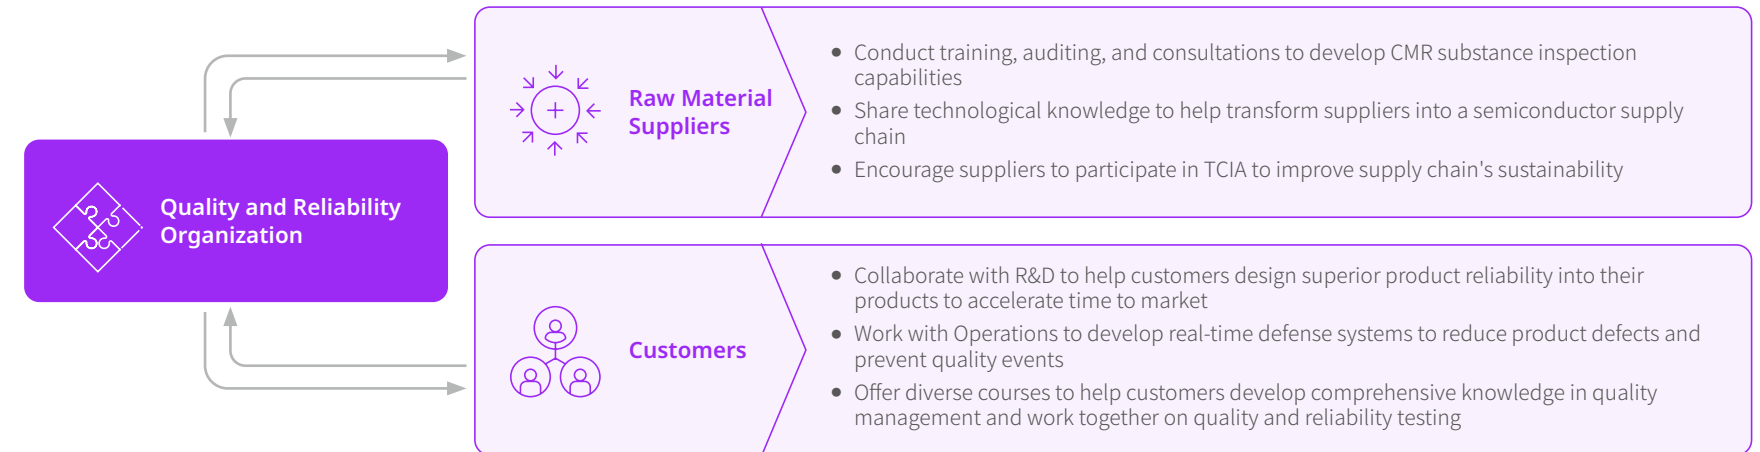 Quality and Reliability
Organization
Raw Material
Suppliers
● Conduct training, auditing, and consultations to develop CMR substance inspection
capabilities
● Share technological knowledge to help transform suppliers into a semiconductor supply
chain
● Encourage suppliers to participate in TCIA to improve supply chain's sustainability
Customers
● Collaborate with R&D to help customers design superior product reliability into their
products to accelerate time to market
● Work with Operations to develop real-time defense systems to reduce product defects and
prevent quality events
● Offer diverse courses to help customers develop comprehensive knowledge in quality
management and work together on quality and reliability testing